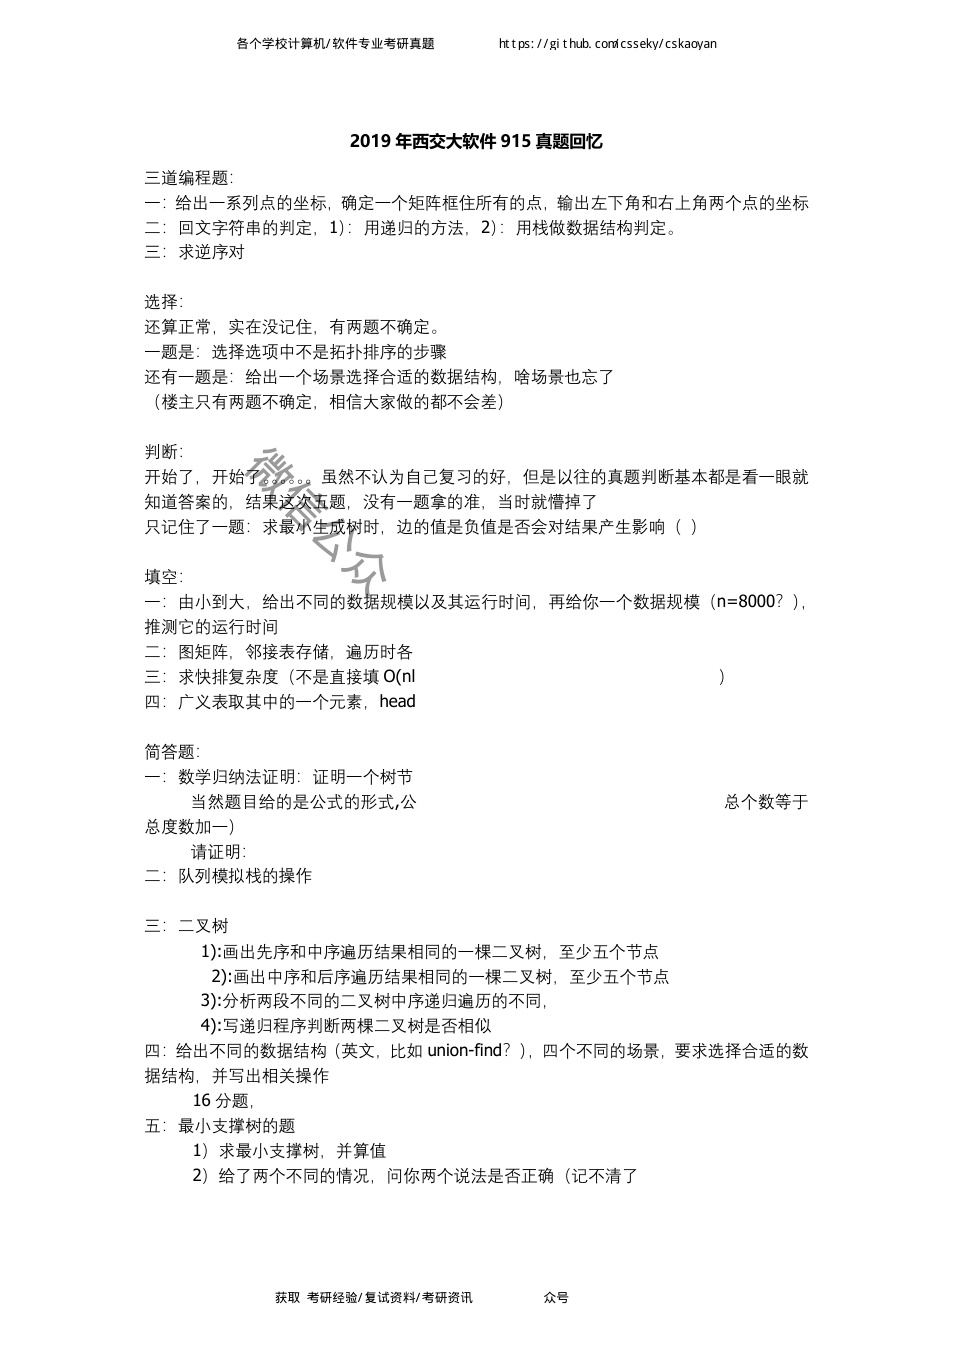 各个学校计算机/软件专业考研真题 https://github.com/csseky/cskaoyan
2019 年西交大软件 915 真题回忆
三道编程题：
一：给出一系列点的坐标，确定一个矩阵框住所有的点，输出左下角和右上角两个点的坐标
二：回文字符串的判定，1）：用递归的方法，2）：用栈做数据结构判定。
三：求逆序对
选择：
还算正常，实在没记住，有两题不确定。
一题是：选择选项中不是拓扑排序的步骤
还有一题是：给出一个场景选择合适的数据结构，啥场景也忘了
（楼主只有两题不确定，相信大家做的都不会差）
判断：
开始了，开始了。。。。。。虽然不认为自己复习的好，但是以往的真题判断基本都是看一眼就
知道答案的，结果这次五题，没有一题拿的准，当时就懵掉了
只记住了一题：求最小生成树时，边的值是负值是否会对结果产生影响（ ）
微信公众
填空：
一：由小到大，给出不同的数据规模以及其运行时间，再给你一个数据规模（n=8000？），
推测它的运行时间
二：图矩阵，邻接表存储，遍历时各
三：求快排复杂度（不是直接填 O(nl ）
四：广义表取其中的一个元素，head
简答题：
一：数学归纳法证明：证明一个树节
当然题目给的是公式的形式,公 总个数等于
总度数加一）
请证明：
二：队列模拟栈的操作
三：二叉树
1):画出先序和中序遍历结果相同的一棵二叉树，至少五个节点
2):画出中序和后序遍历结果相同的一棵二叉树，至少五个节点
3):分析两段不同的二叉树中序递归遍历的不同，
4):写递归程序判断两棵二叉树是否相似
四：给出不同的数据结构（英文，比如 union-find？），四个不同的场景，要求选择合适的数
据结构，并写出相关操作
16 分题，
五：最小支撑树的题
1）求最小支撑树，并算值
2）给了两个不同的情况，问你两个说法是否正确（记不清了
获取 考研经验/复试资料/考研资讯 众号